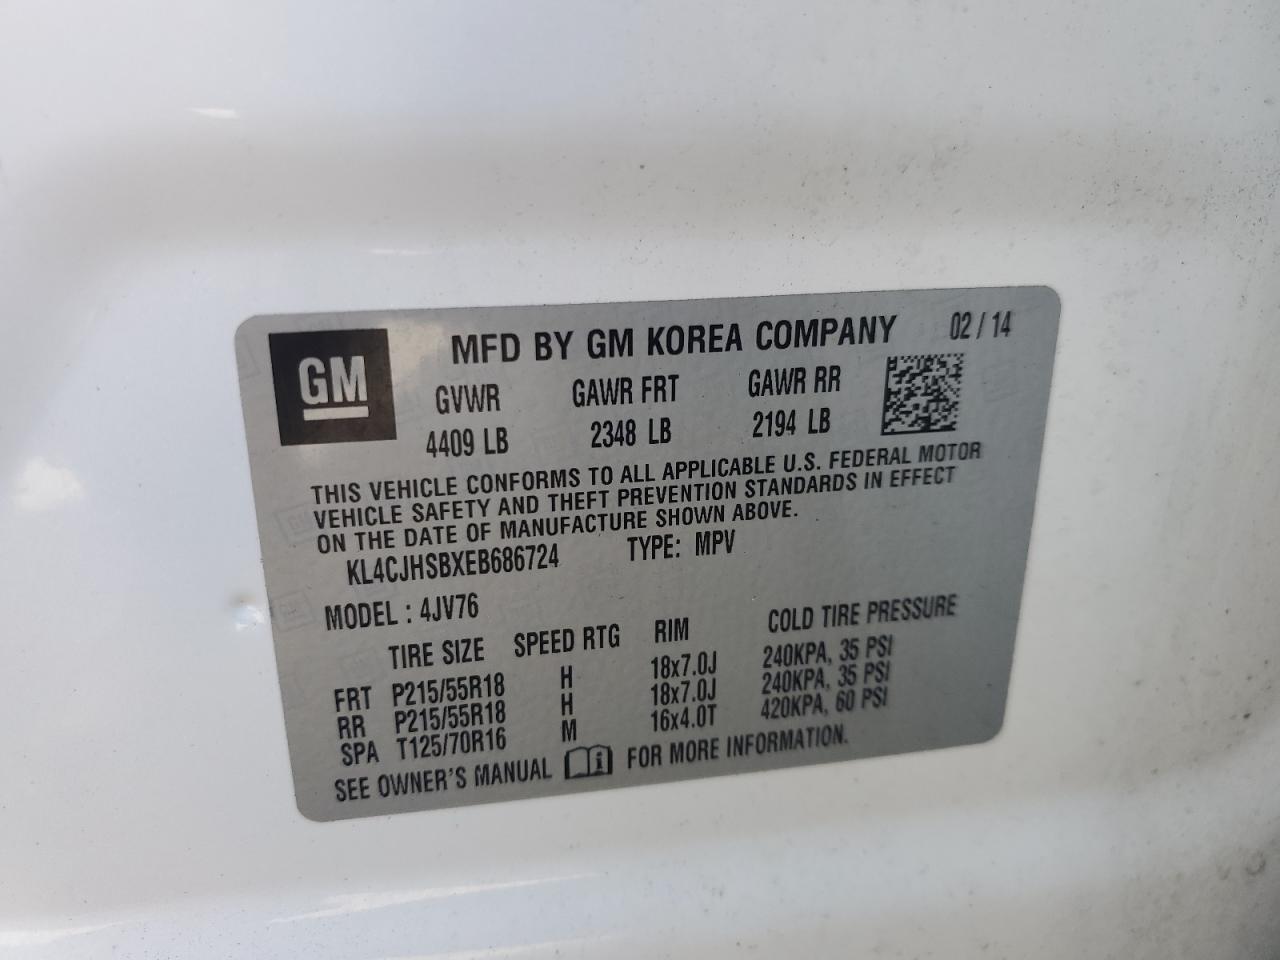 GM
MFD BY GM KOREA COMPANY 02 / 14
GVWR GAWR FRT GAWR RR
4409 LB 2348 LB 2194 LB
THIS VEHICLE CONFORMS TO ALL APPLICABLE U.S. FEDERAL MOTOR
VEHICLE SAFETY AND THEFT PREVENTION STANDARDS IN EFFECT
ON THE DATE OF MANUFACTURE SHOWN ABOVE.
KL4CJHSBXEB686724 TYPE: MPV
MODEL : 4JV76
TIRE SIZE SPEED RTG RIM COLD TIRE PRESSURE
FRT P215/55R18 H 18x7.0J 240KPA, 35 PSI
RR P215/55R18 H 18x7.0J 240KPA, 35 PSI
SPA T125/70R16 M 16x4.0T 420KPA, 60 PSI
SEE OWNER'S MANUAL i FOR MORE INFORMATION.